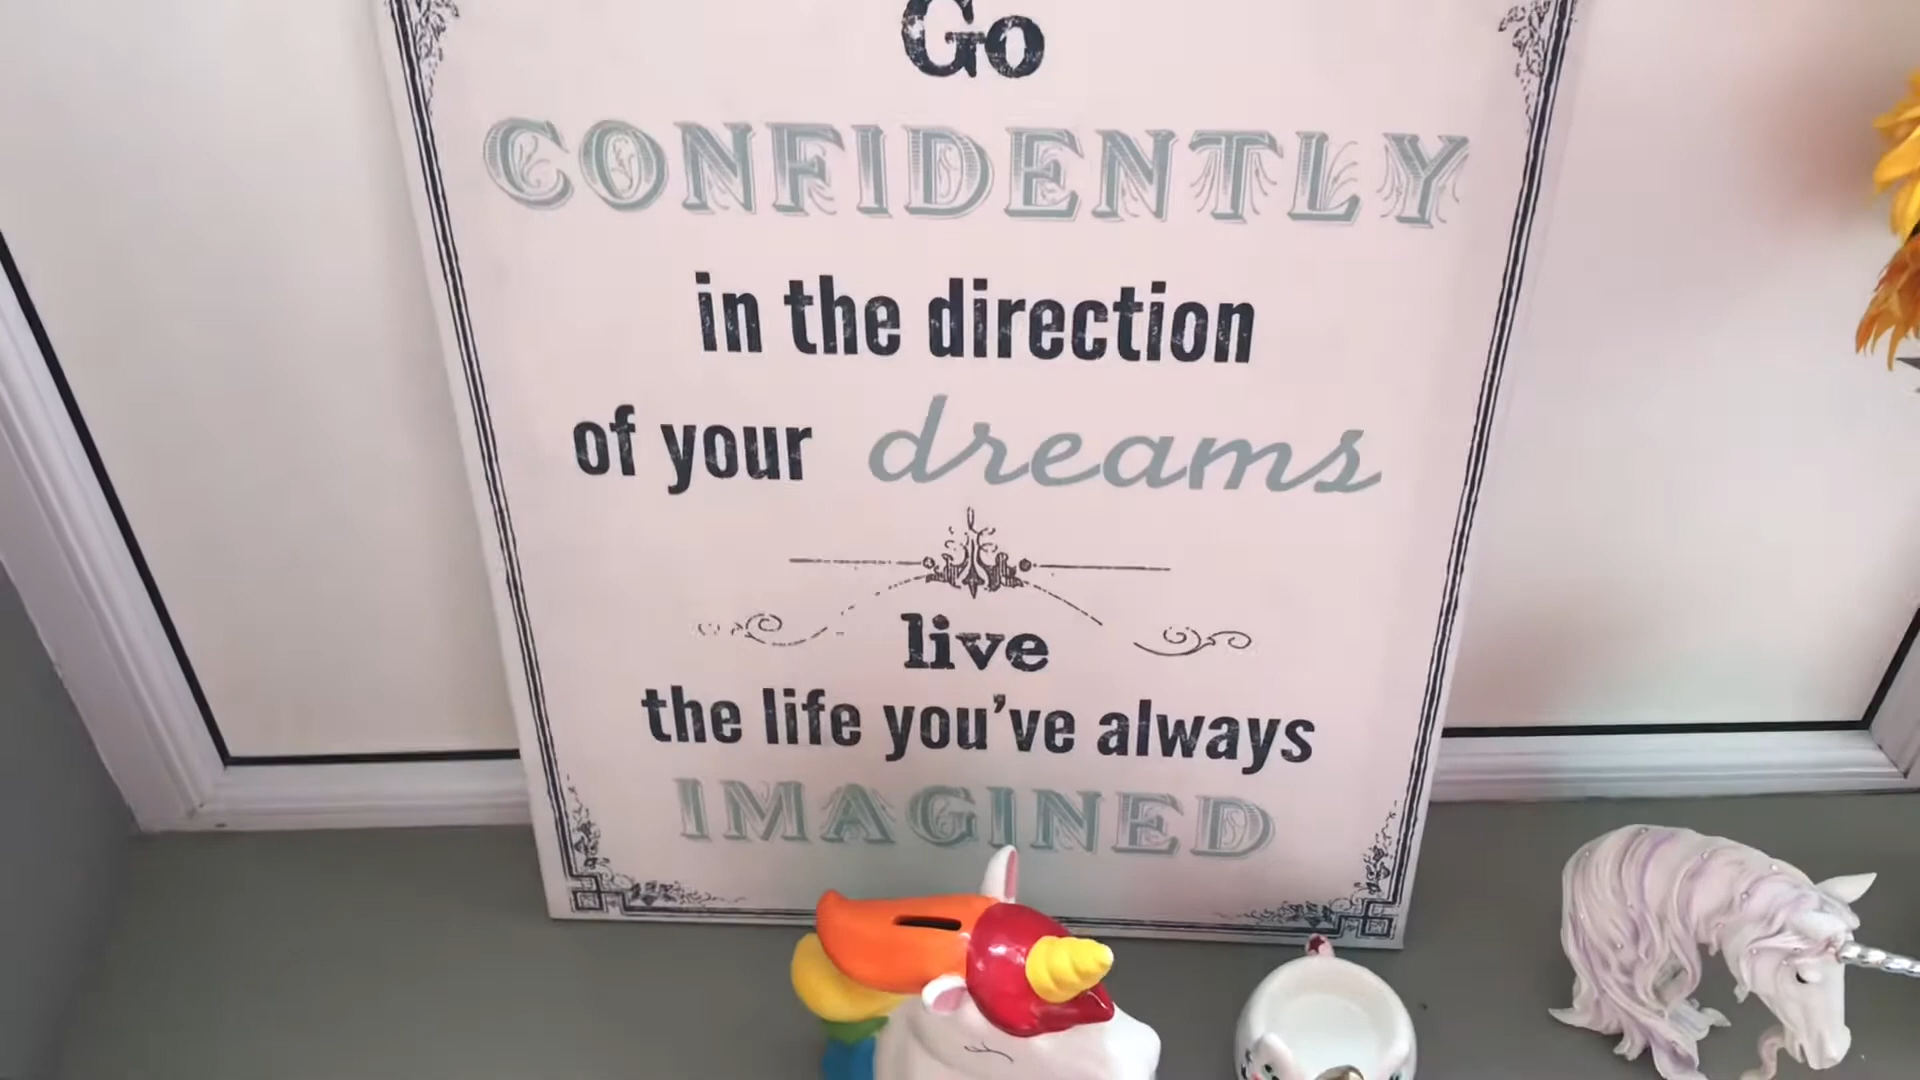 Go
CONFIDENTLY
in the direction
of your dreams
live
the life you've always
IMAGINED